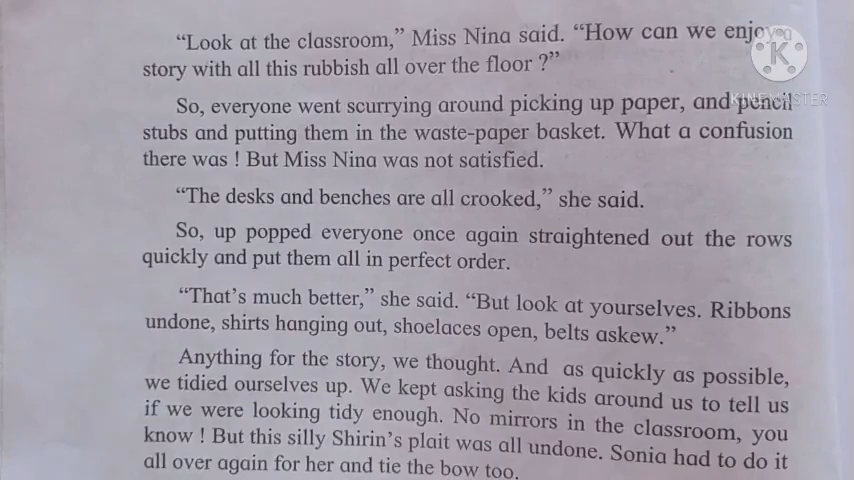 “Look at the classroom,” Miss Nina said. “How can we enjoy a
story with all this rubbish all over the floor ?”
So, everyone went scurrying around picking up paper, and pencil
stubs and putting them in the waste-paper basket. What a confusion
there was ! But Miss Nina was not satisfied.
“The desks and benches are all crooked,” she said.
So, up popped everyone once again straightened out the rows
quickly and put them all in perfect order.
“That’s much better,” she said. “But look at yourselves. Ribbons
undone, shirts hanging out, shoelaces open, belts askew.”
Anything for the story, we thought. And as quickly as possible,
we tidied ourselves up. We kept asking the kids around us to tell us
if we were looking tidy enough. No mirrors in the classroom, you
know ! But this silly Shirin’s plait was all undone. Sonia had to do it
all over again for her and tie the bow too.
K
KINEMASTER